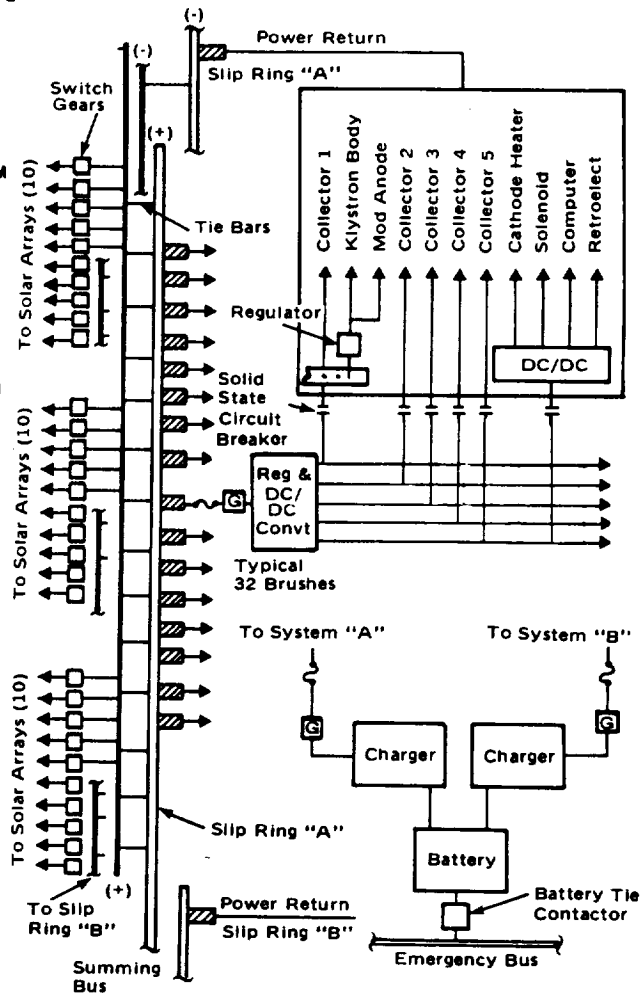 (-)
Power Return
(-)
Slip Ring "A"
Switch
Gears
(+)
To Solar Arrays (10)
Tie Bars
Collector 1
Klystron Body
Mod Anode
Collector 2
Collector 3
Collector 4
Collector 5
Cathode Heater
Solenoid
Computer
Retroelect
Regulator
DC/DC
Solid
State
Circuit
Breaker
To Solar Arrays (10)
G
Reg &
DC/
DC
Convt
Typical
32 Brushes
To System "A"
To System "B"
G
G
Charger
Charger
To Solar Arrays (10)
Slip Ring "A"
Battery
(+)
Battery Tie
Contactor
To Slip
Ring "B"
Power Return
Slip Ring "B"
Emergency Bus
Summing
Bus